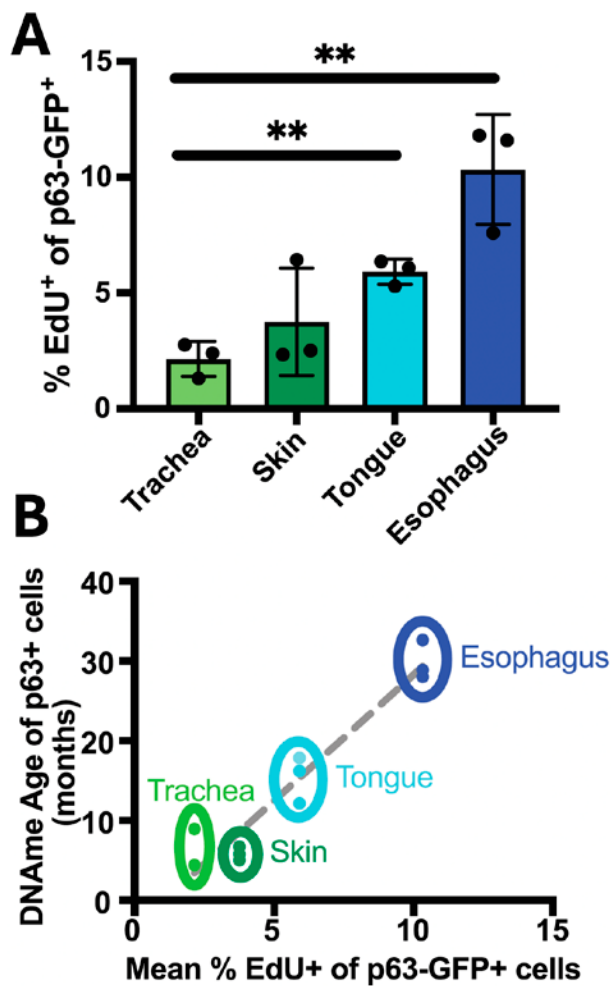 A
% EdU⁺ of p63-GFP⁺
15
10
5
0
**
**
Trachea
Skin
Tongue
Esophagus
B
DNAme Age of p63+ cells
(months)
40
30
20
10
0
Esophagus
Tongue
Trachea
Skin
0
5
10
15
Mean % EdU+ of p63-GFP+ cells